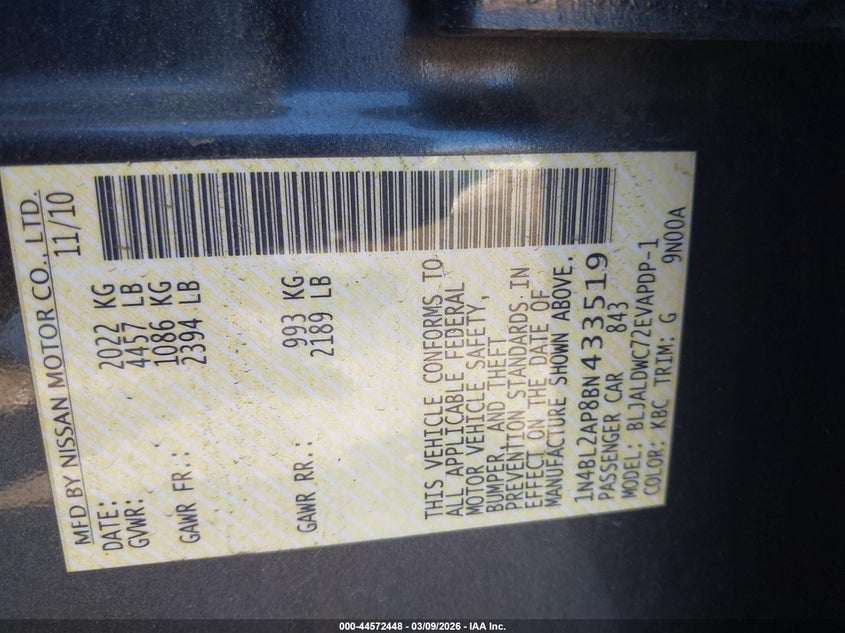 MFD BY NISSAN MOTOR CO., LTD.
DATE: 11/10
GVWR: 2022 KG
4457 LB
GAWR FR.: 1086 KG
2394 LB
GAWR RR.: 993 KG
2189 LB
THIS VEHICLE CONFORMS TO
ALL APPLICABLE FEDERAL
MOTOR VEHICLE SAFETY,
BUMPER, AND THEFT
PREVENTION STANDARDS IN
EFFECT ON THE DATE OF
MANUFACTURE SHOWN ABOVE.
1N4BL2AP8BN433519
PASSENGER CAR 843
MODEL: BLJALDWC72EVAPDP-1
COLOR: KBC TRIM: G 9N00A
000-44572448 - 03/09/2026 - IAA Inc.